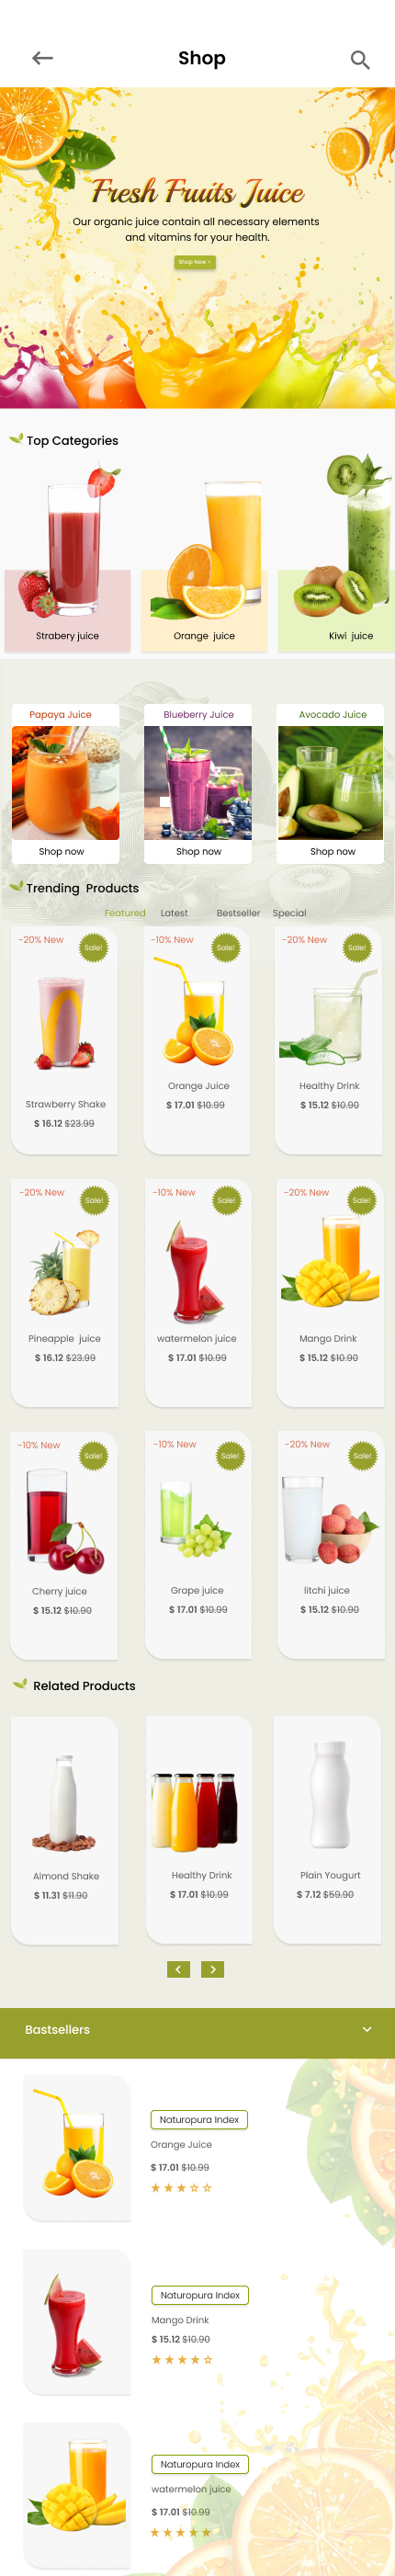 Shop
Fresh Fruits Juice
Our organic juice contain all necessary elements
and vitamins for your health.
Shop Now >
Top Categories
Strabery juice
Orange juice
Kiwi juice
Papaya Juice
Blueberry Juice
Avocado Juice
Shop now
Shop now
Shop now
Trending Products
Featured Latest Bestseller Special
-20% New Sale!
-10% New Sale!
-20% New Sale!
Strawberry Shake
$ 16.12 $23.99
Orange Juice
$ 17.01 $10.99
Healthy Drink
$ 15.12 $10.90
-20% New Sale!
-10% New Sale!
-20% New Sale!
Pineapple juice
$ 16.12 $23.99
watermelon juice
$ 17.01 $10.99
Mango Drink
$ 15.12 $10.90
-10% New Sale!
-10% New Sale!
-20% New Sale!
Cherry juice
$ 15.12 $10.90
Grape juice
$ 17.01 $10.99
litchi juice
$ 15.12 $10.90
Related Products
Almond Shake
$ 11.31 $11.90
Healthy Drink
$ 17.01 $10.99
Plain Yougurt
$ 7.12 $59.90
Bastsellers
Naturopura Index
Orange Juice
$ 17.01 $10.99
Naturopura Index
Mango Drink
$ 15.12 $10.90
Naturopura Index
watermelon juice
$ 17.01 $10.99